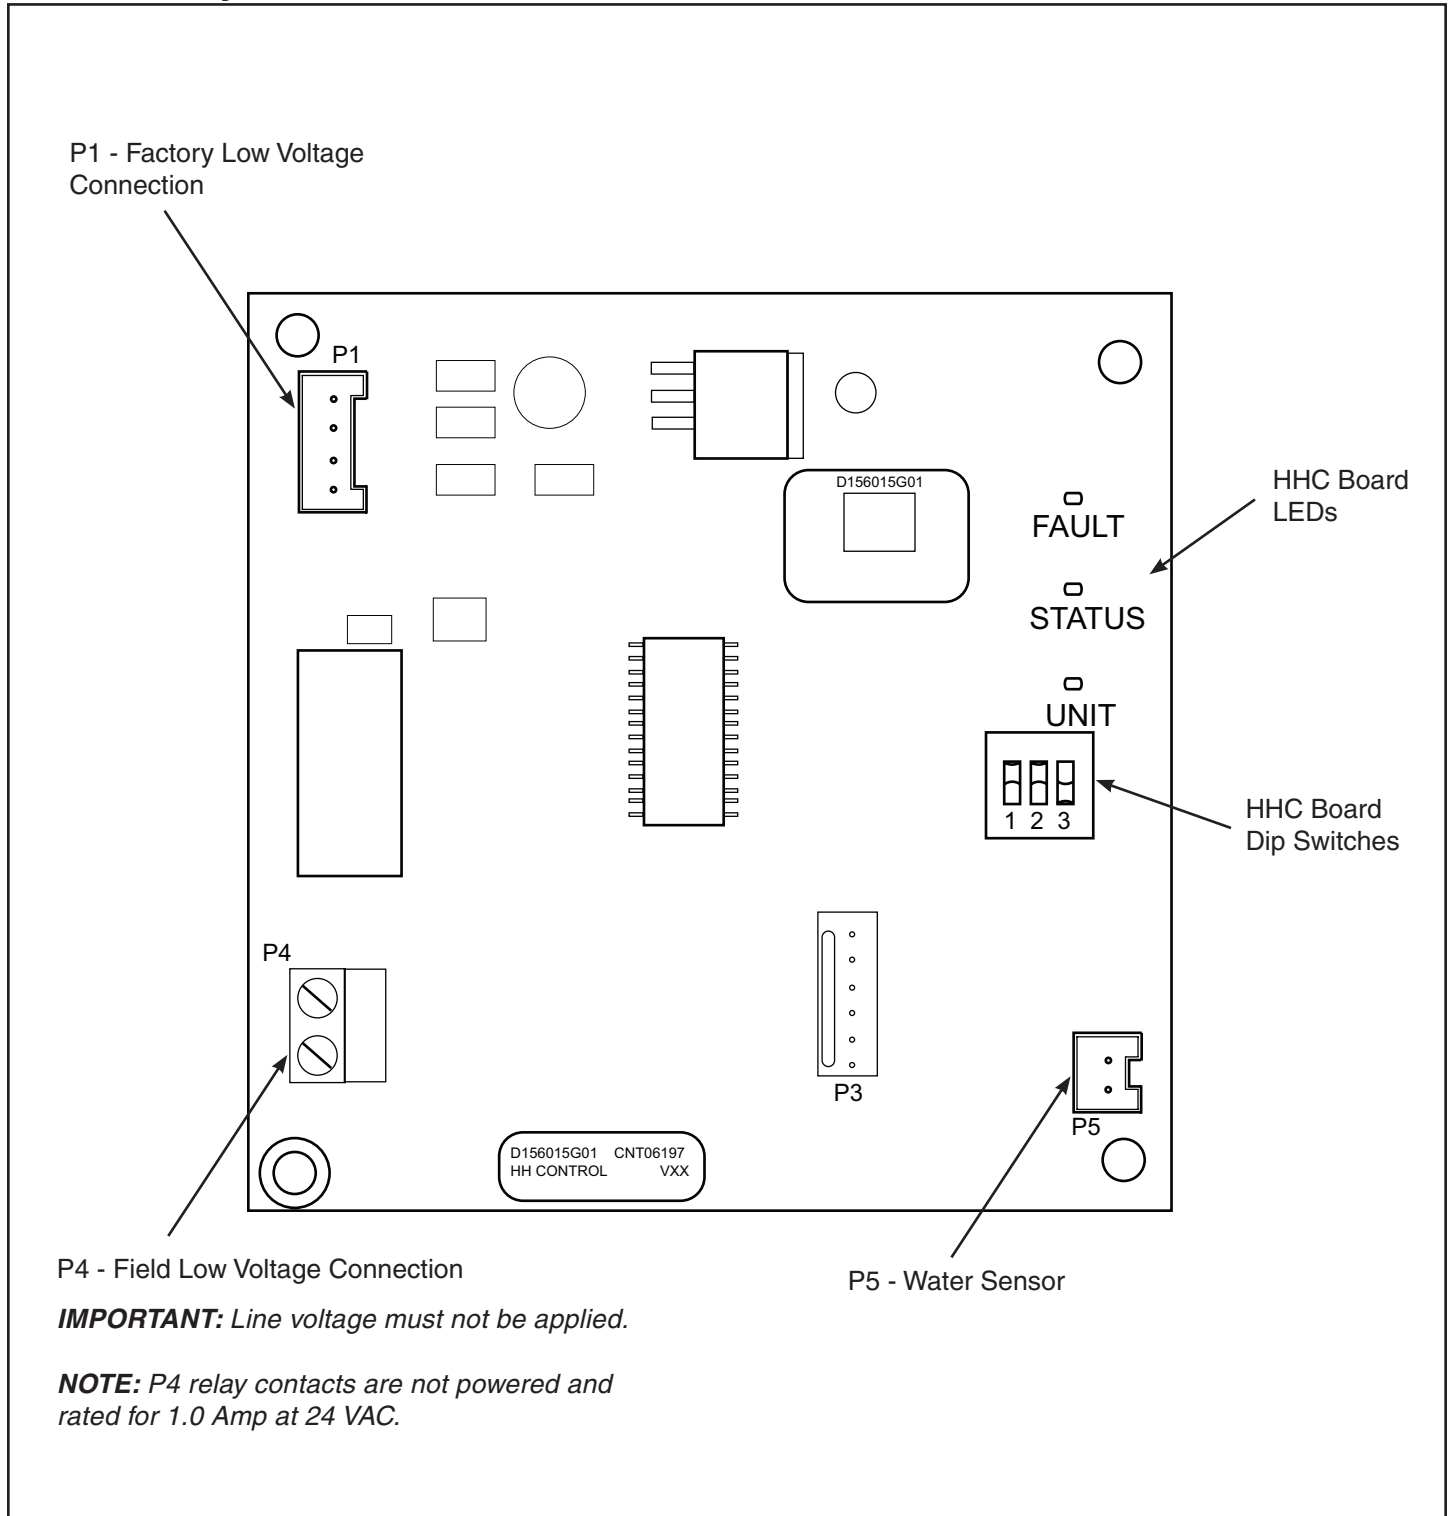 P1 - Factory Low Voltage
Connection
P1
D156015G01
FAULT
HHC Board
LEDs
STATUS
UNIT
1 2 3
HHC Board
Dip Switches
P4
P3
P5
D156015G01 CNT06197
HH CONTROL VXX
P4 - Field Low Voltage Connection
P5 - Water Sensor
IMPORTANT: Line voltage must not be applied.
NOTE: P4 relay contacts are not powered and
rated for 1.0 Amp at 24 VAC.